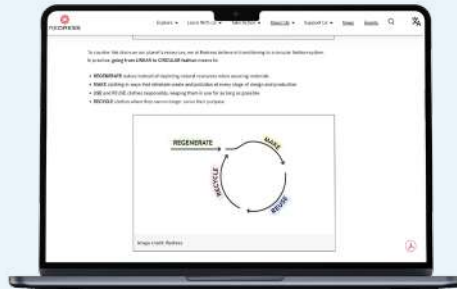 REDRESS
Explore Learn With Us Take Action About Us Support Us News Events
To counter the strain on our planet's resources, we at Redress believe in transitioning to a circular fashion system.
In practice, going from LINEAR to CIRCULAR fashion means to:
• REGENERATE nature instead of depleting natural resources when sourcing materials
• MAKE clothing in ways that eliminate waste and pollution at every stage of design and production
• USE and REUSE clothes responsibly, keeping them in use for as long as possible
• RECYCLE clothes when they can no longer serve their purpose
REGENERATE
MAKE
RECYCLE
REUSE
Image credit: Redress